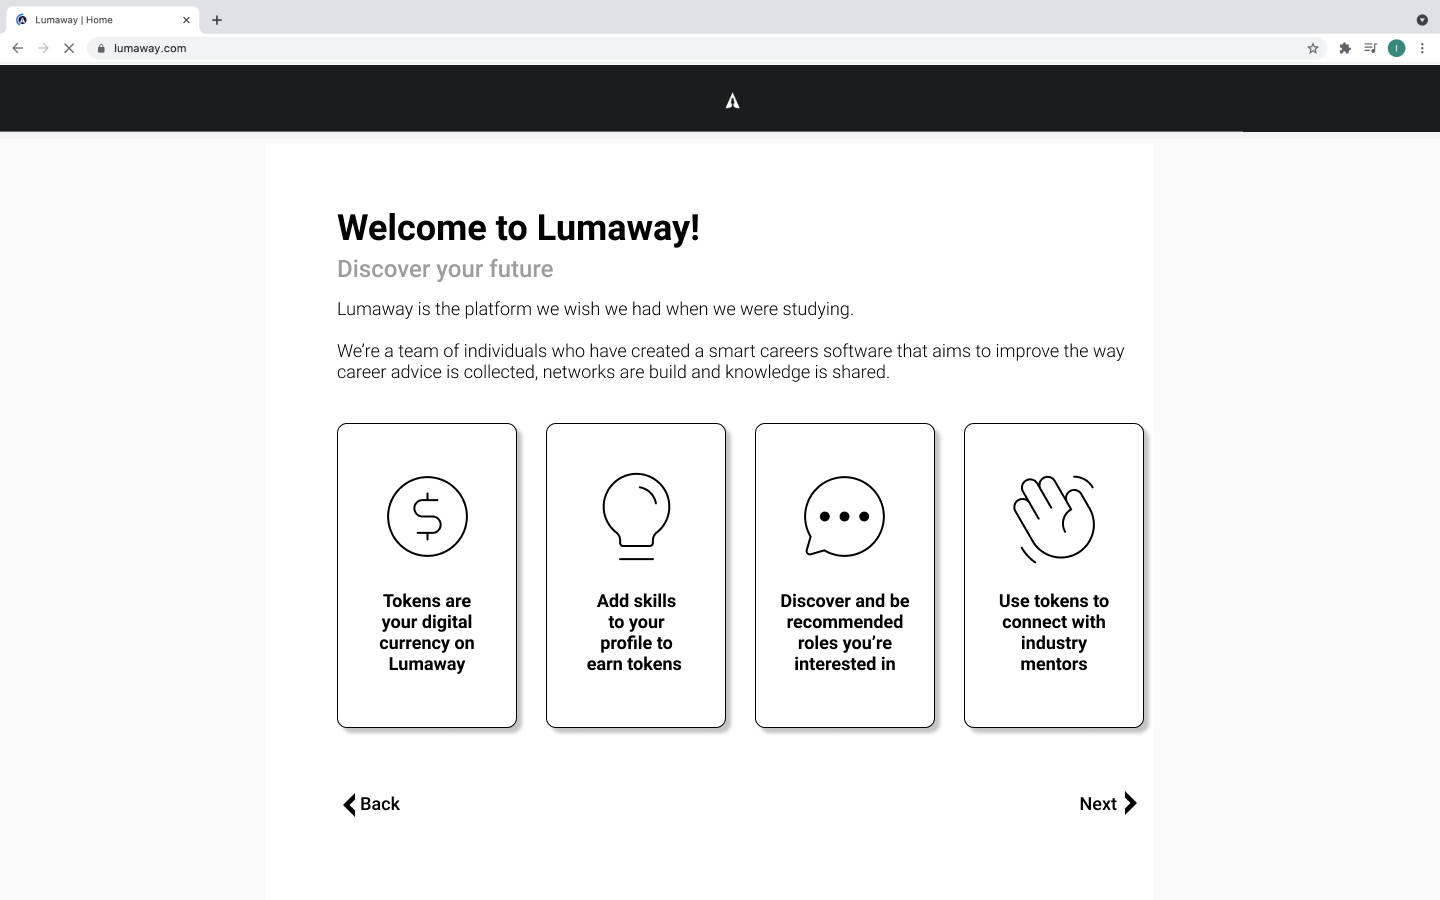 Lumaway | Home
lumaway.com
I
Welcome to Lumaway!
Discover your future
Lumaway is the platform we wish we had when we were studying.
We’re a team of individuals who have created a smart careers software that aims to improve the way
career advice is collected, networks are build and knowledge is shared.
Tokens are
your digital
currency on
Lumaway
Add skills
to your
profile to
earn tokens
Discover and be
recommended
roles you’re
interested in
Use tokens to
connect with
industry
mentors
Back
Next